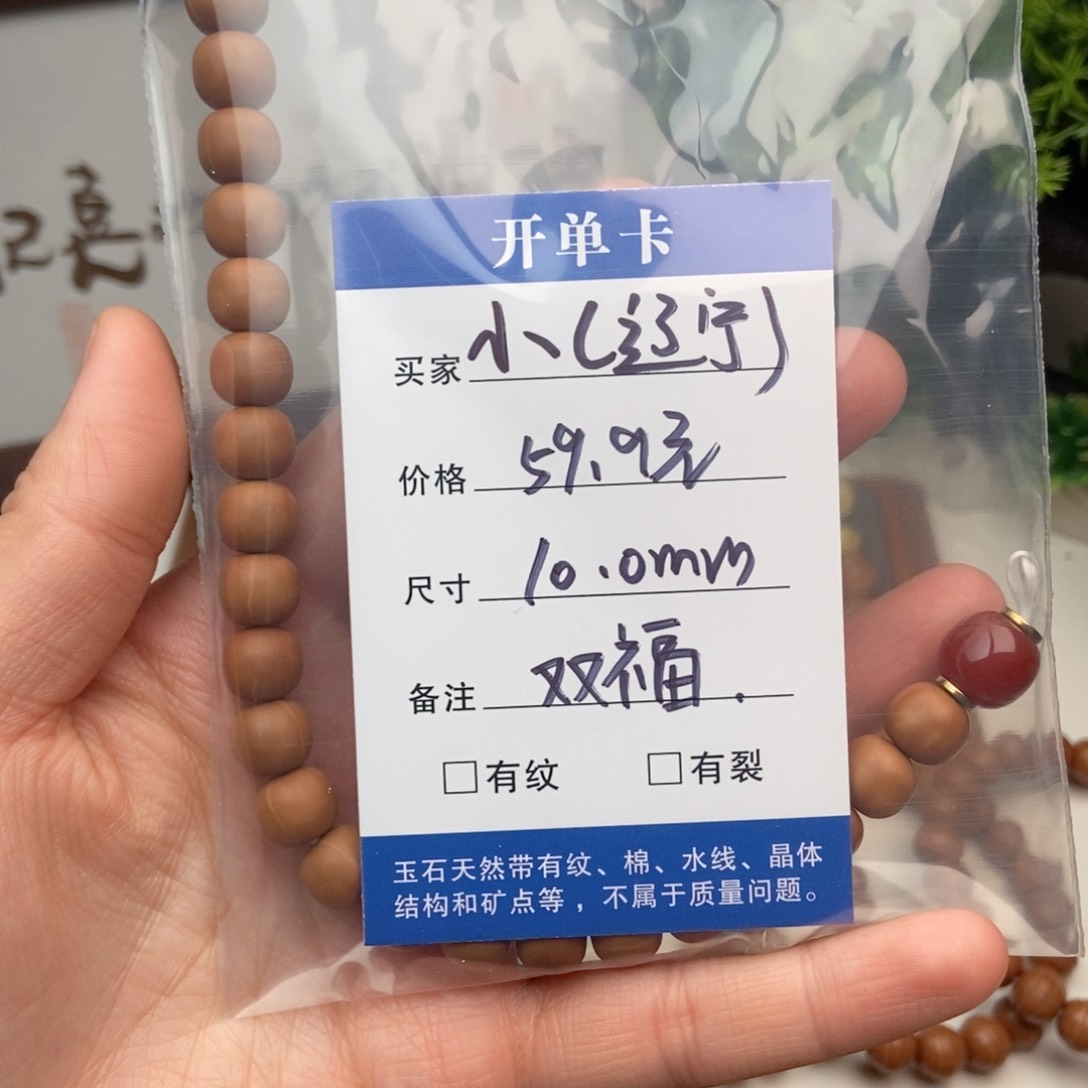 开单卡
买家 小(辽宁)
价格 59.9元
尺寸 10.0mm
备注 双福.
□有纹 □有裂
玉石天然带有纹、棉、水线、晶体
结构和矿点等，不属于质量问题。